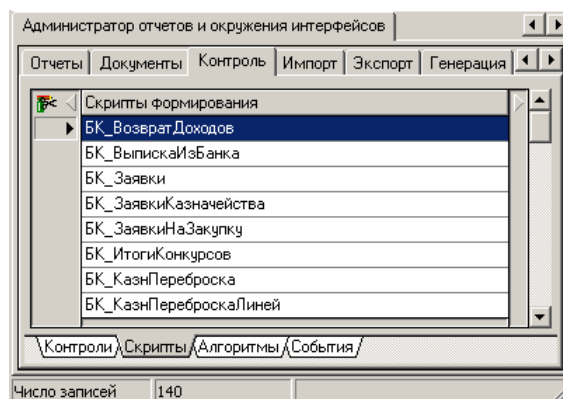 Администратор отчетов и окружения интерфейсов
Отчеты Документы Контроль Импорт Экспорт Генерация
Скрипты формирования
БК_ВозвратДоходов
БК_ВыпискаИзБанка
БК_Заявки
БК_ЗаявкиКазначейства
БК_ЗаявкиНаЗакупку
БК_ИтогиКонкурсов
БК_КазнПереброска
БК_КазнПереброскаЛиней
Контроли Скрипты Алгоритмы События
Число записей 140